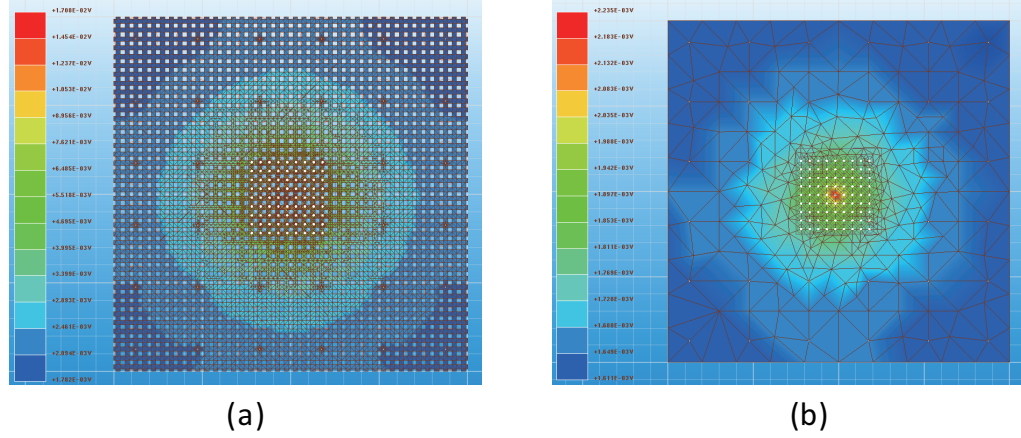 +1.708E-02V
+1.454E-02V
+1.237E-02V
+1.053E-02V
+8.956E-03V
+7.621E-03V
+6.485E-03V
+5.518E-03V
+4.695E-03V
+3.995E-03V
+3.399E-03V
+2.893E-03V
+2.461E-03V
+2.094E-03V
+1.782E-03V
(a)
+2.235E-03V
+2.183E-03V
+2.132E-03V
+2.083E-03V
+2.035E-03V
+1.988E-03V
+1.942E-03V
+1.897E-03V
+1.853E-03V
+1.811E-03V
+1.769E-03V
+1.728E-03V
+1.688E-03V
+1.649E-03V
+1.611E-03V
(b)